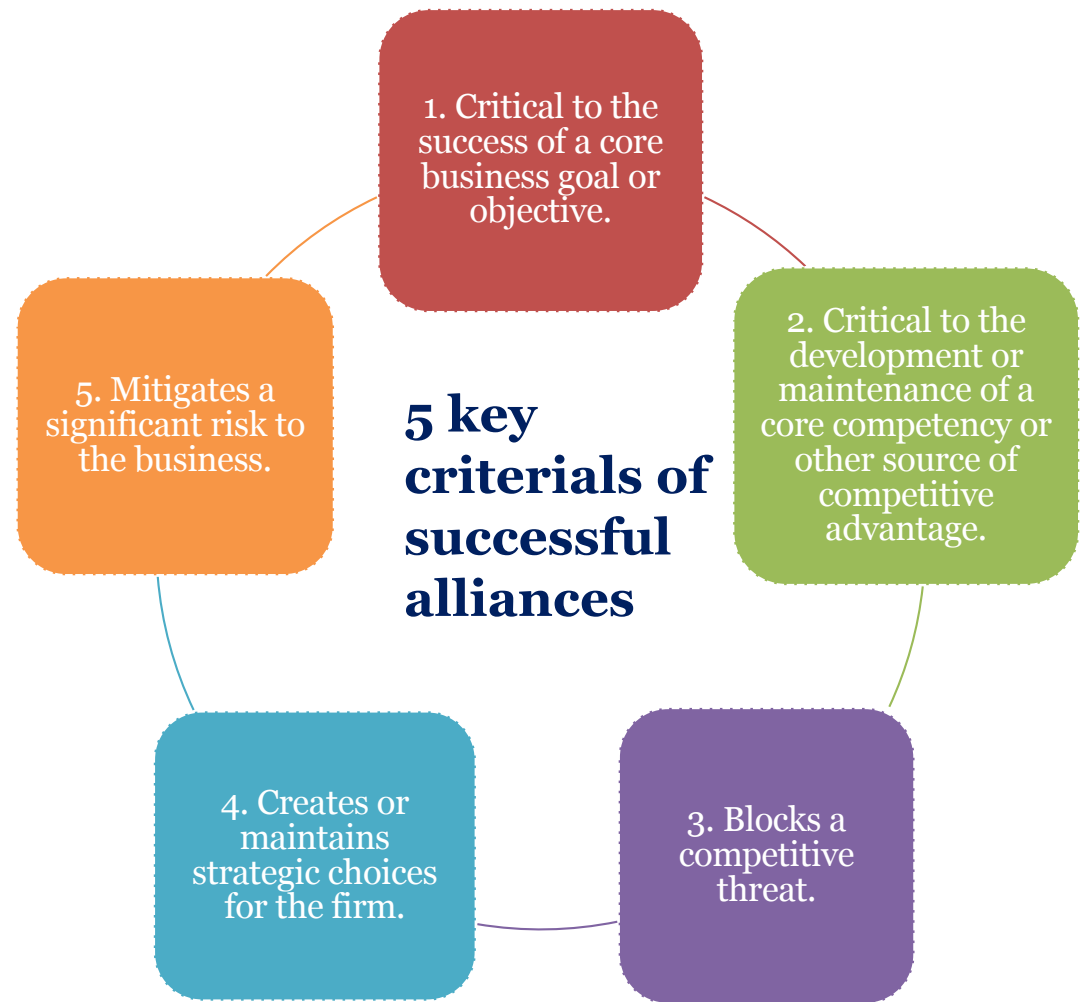 1. Critical to the
success of a core
business goal or
objective.
2. Critical to the
development or
maintenance of a
core competency or
other source of
competitive
advantage.
3. Blocks a
competitive
threat.
4. Creates or
maintains
strategic choices
for the firm.
5. Mitigates a
significant risk to
the business.
5 key
criterials of
successful
alliances